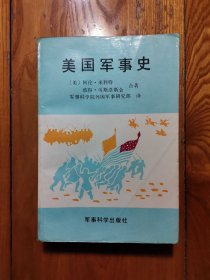 美国军事史
〔美〕阿伦·米利特
彼得·马斯洛斯金 合著
军事科学院外国军事研究部 译
军事科学出版社